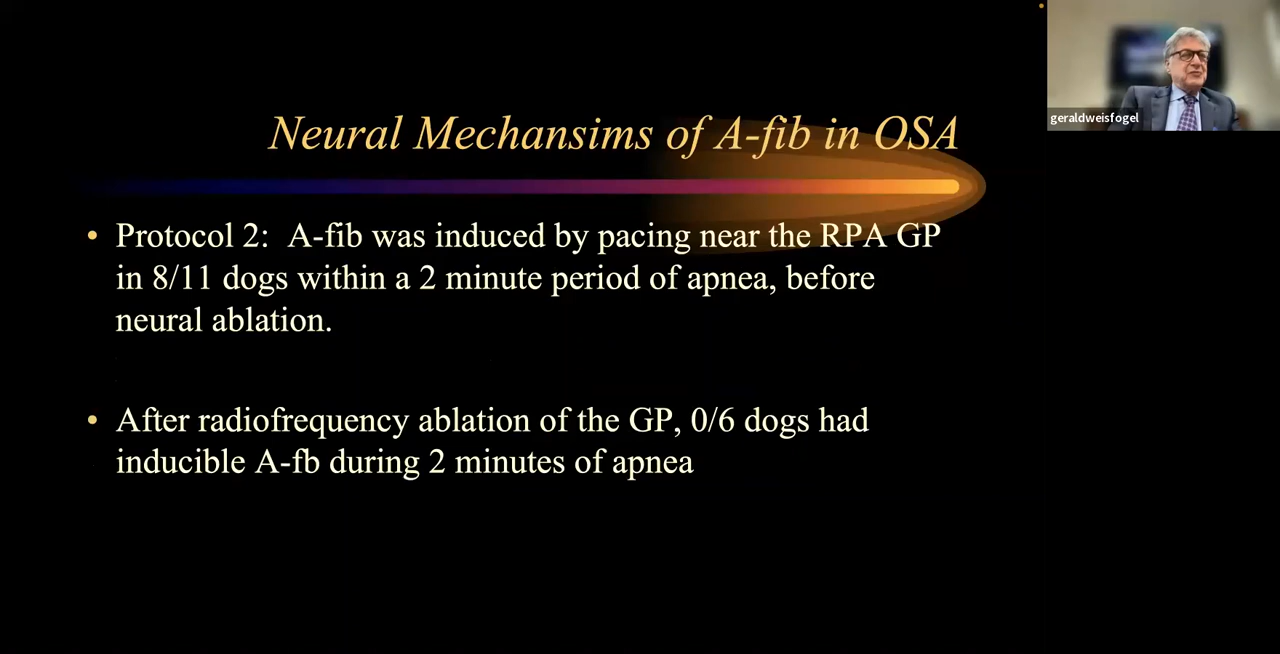 Neural Mechansims of A-fib in OSA
geraldweisfogel
• Protocol 2: A-fib was induced by pacing near the RPA GP
in 8/11 dogs within a 2 minute period of apnea, before
neural ablation.
• After radiofrequency ablation of the GP, 0/6 dogs had
inducible A-fb during 2 minutes of apnea